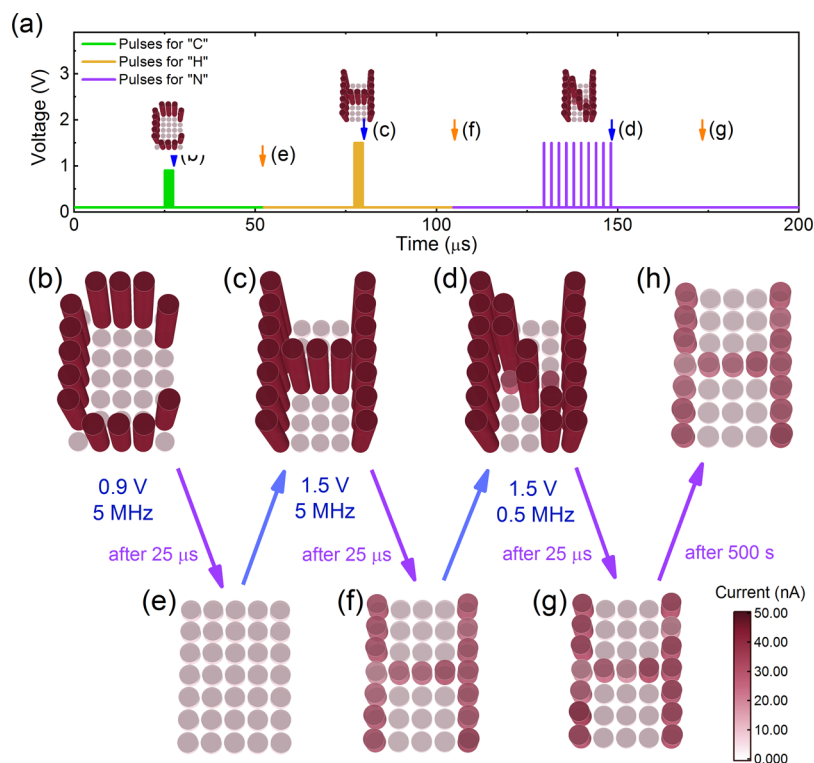 (a)
Pulses for "C"
Pulses for "H"
Pulses for "N"
Voltage (V)
3
2
1
0
(e)
(c)
(f)
(d)
(g)
0
50
100
150
200
Time (μs)
(b)
(c)
(d)
(h)
0.9 V
5 MHz
1.5 V
5 MHz
1.5 V
0.5 MHz
after 25 μs
after 25 μs
after 25 μs
after 500 s
(e)
(f)
(g)
Current (nA)
50.00
40.00
30.00
20.00
10.00
0.000